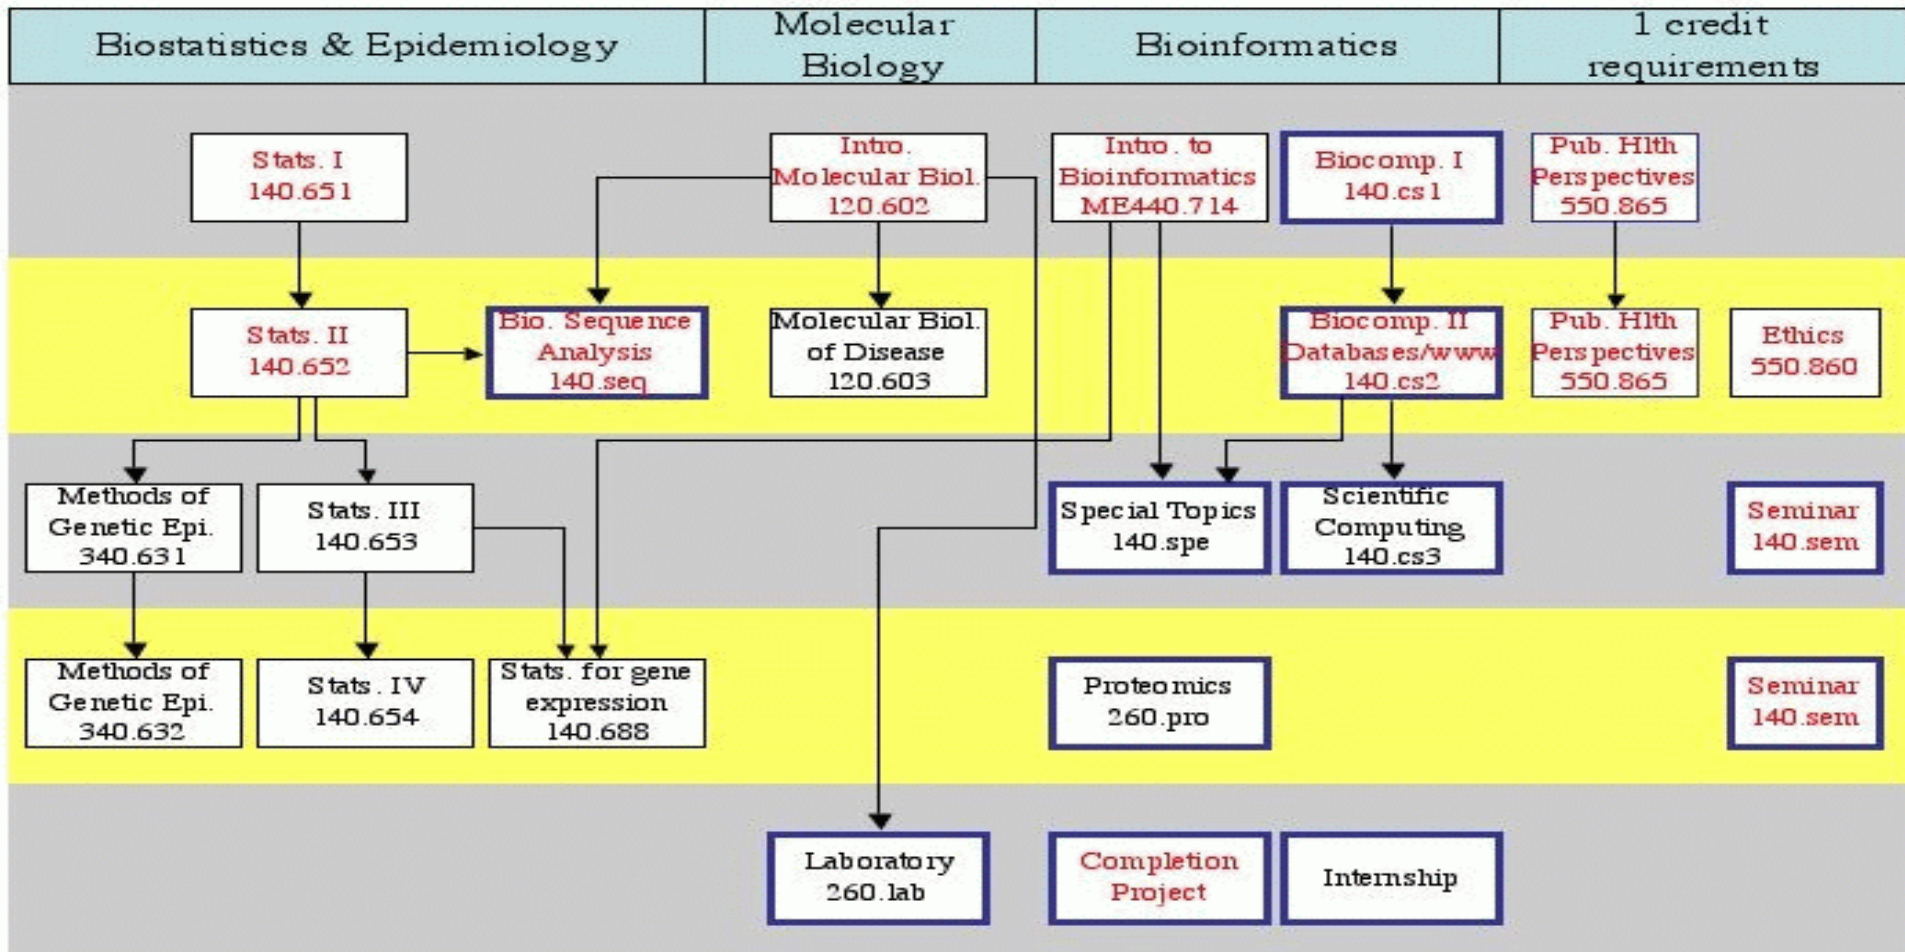 Biostatistics & Epidemiology
Molecular
Biology
Bioinformatics
1 credit
requirements
Stats. I
140.651
Intro.
Molecular Biol.
120.602
Intro. to
Bioinformatics
ME440.714
Biocomp. I
140.cs1
Pub. Hlth
Perspectives
550.865
Stats. II
140.652
Bio. Sequence
Analysis
140.seq
Molecular Biol.
of Disease
120.603
Biocomp. II
Databases/www
140.cs2
Pub. Hlth
Perspectives
550.865
Ethics
550.860
Methods of
Genetic Epi.
340.631
Stats. III
140.653
Special Topics
140.spe
Scientific
Computing
140.cs3
Seminar
140.sem
Methods of
Genetic Epi.
340.632
Stats. IV
140.654
Stats. for gene
expression
140.688
Proteomics
260.pro
Seminar
140.sem
Laboratory
260.lab
Completion
Project
Internship